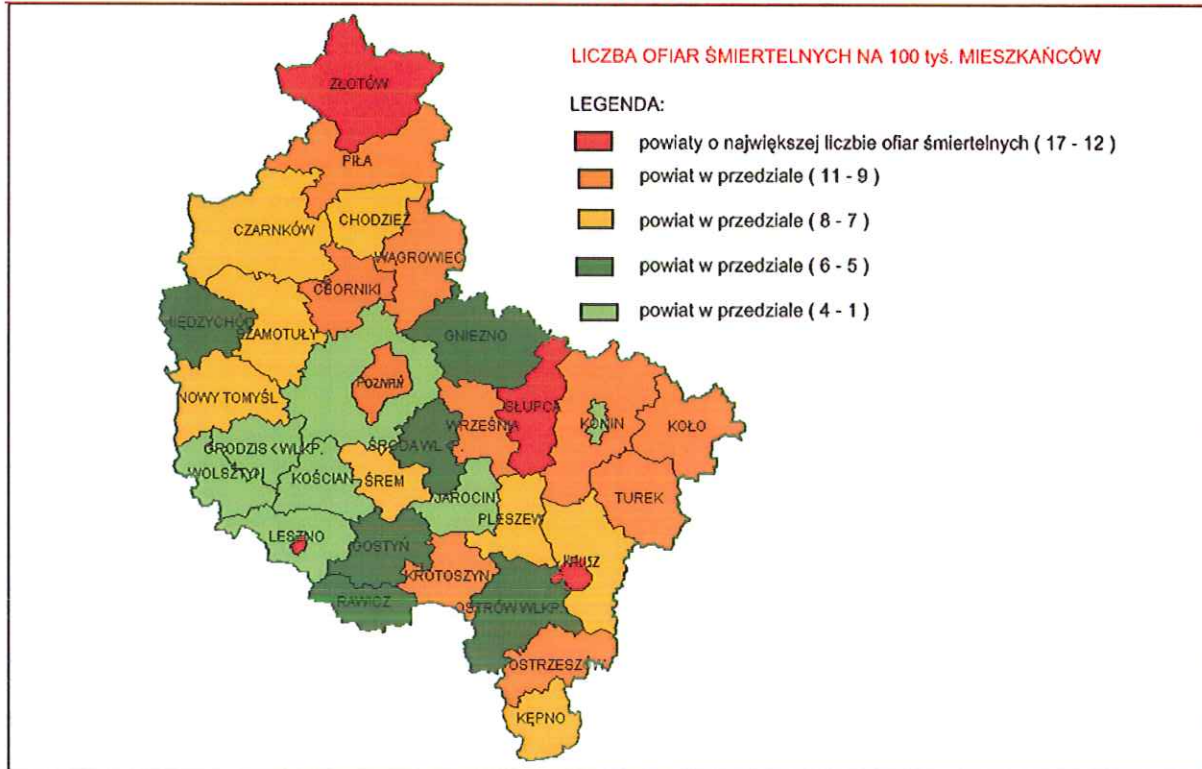 LICZBA OFIAR ŚMIERTELNYCH NA 100 tyś. MIESZKAŃCÓW
LEGENDA:
powiaty o największej liczbie ofiar śmiertelnych ( 17 - 12 )
powiat w przedziale ( 11 - 9 )
powiat w przedziale ( 8 - 7 )
powiat w przedziale ( 6 - 5 )
powiat w przedziale ( 4 - 1 )
ZŁOTÓW
PIŁA
CZARNKÓW
CHODZIEŻ
WĄGROWIEC
OBORNIKI
MIĘDZYCHÓD
SZAMOTUŁY
GNIEZNO
NOWY TOMYŚL
POZNAŃ
WRZEŚNIA
SŁUPCA
KONIN
KOŁO
GRODZISK WLKP.
ŚRODA WLKP.
WOLSZTYN
KOŚCIAN
ŚREM
JAROCIN
PLESZEW
TUREK
LESZNO
GOSTYŃ
KROTOSZYN
KALISZ
RAWICZ
OSTRÓW WLKP.
OSTRZESZÓW
KĘPNO